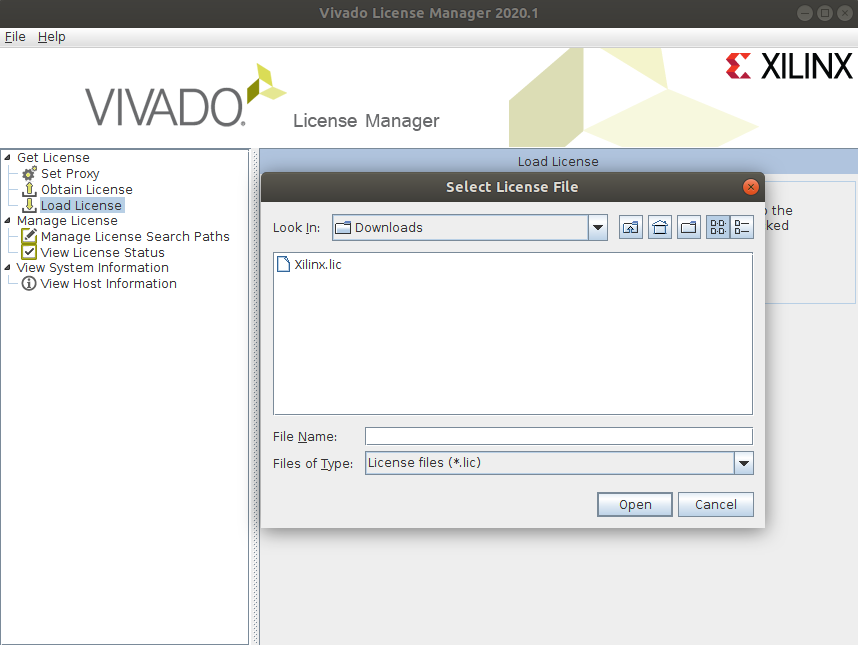 Vivado License Manager 2020.1
File Help
VIVADO.
License Manager
XILINX
Get License
Set Proxy
Obtain License
Load License
Manage License
Manage License Search Paths
View License Status
View System Information
View Host Information
Load License
the
Select License File
Look In: Downloads
Xilinx.lic
File Name:
Files of Type: License files (*.lic)
Open Cancel